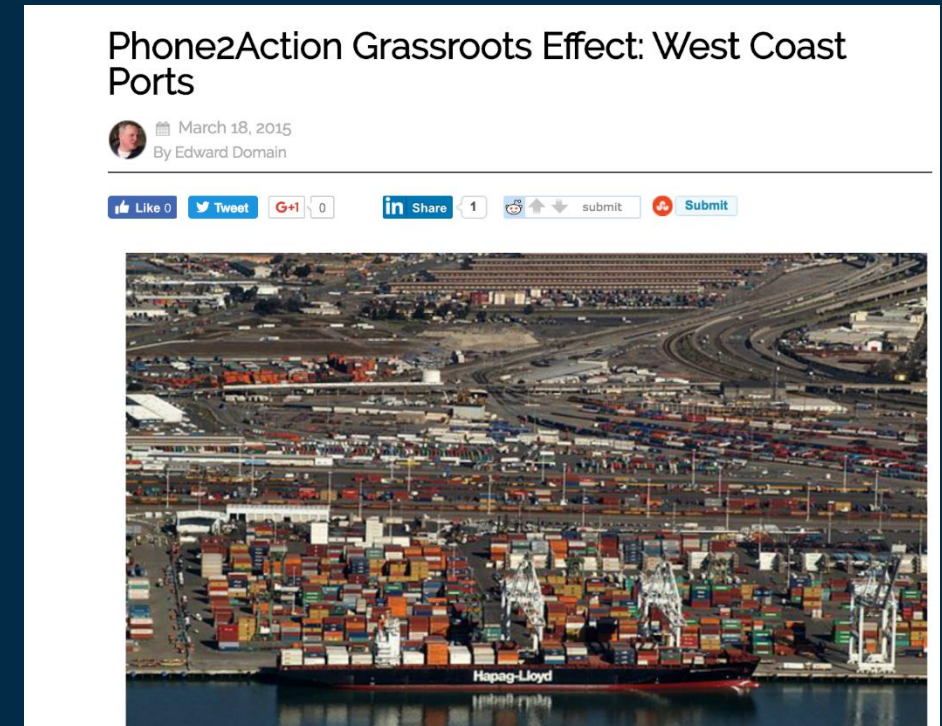 Phone2Action Grassroots Effect: West Coast
Ports
March 18, 2015
By Edward Domain
Like 0 Tweet G+1 0 in Share 1 submit Submit
Hapag-Lloyd